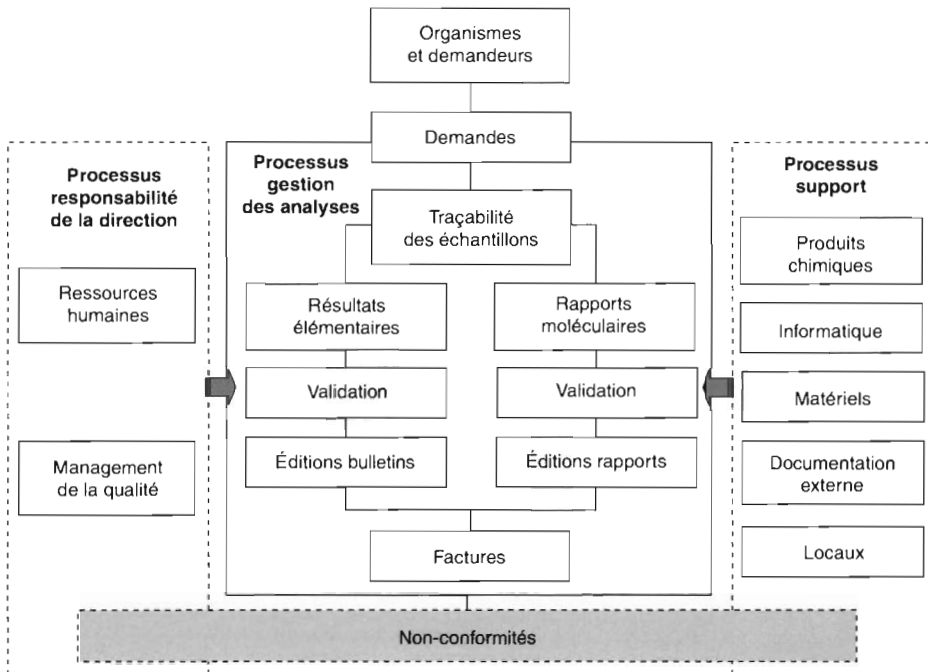 Organismes
et demandeurs
Demandes
Processus
responsabilité
de la direction
Ressources
humaines
Management
de la qualité
Processus
gestion
des analyses
Traçabilité
des échantillons
Résultats
élémentaires
Rapports
moléculaires
Validation
Validation
Éditions bulletins
Éditions rapports
Factures
Processus
support
Produits
chimiques
Informatique
Matériels
Documentation
externe
Locaux
Non-conformités